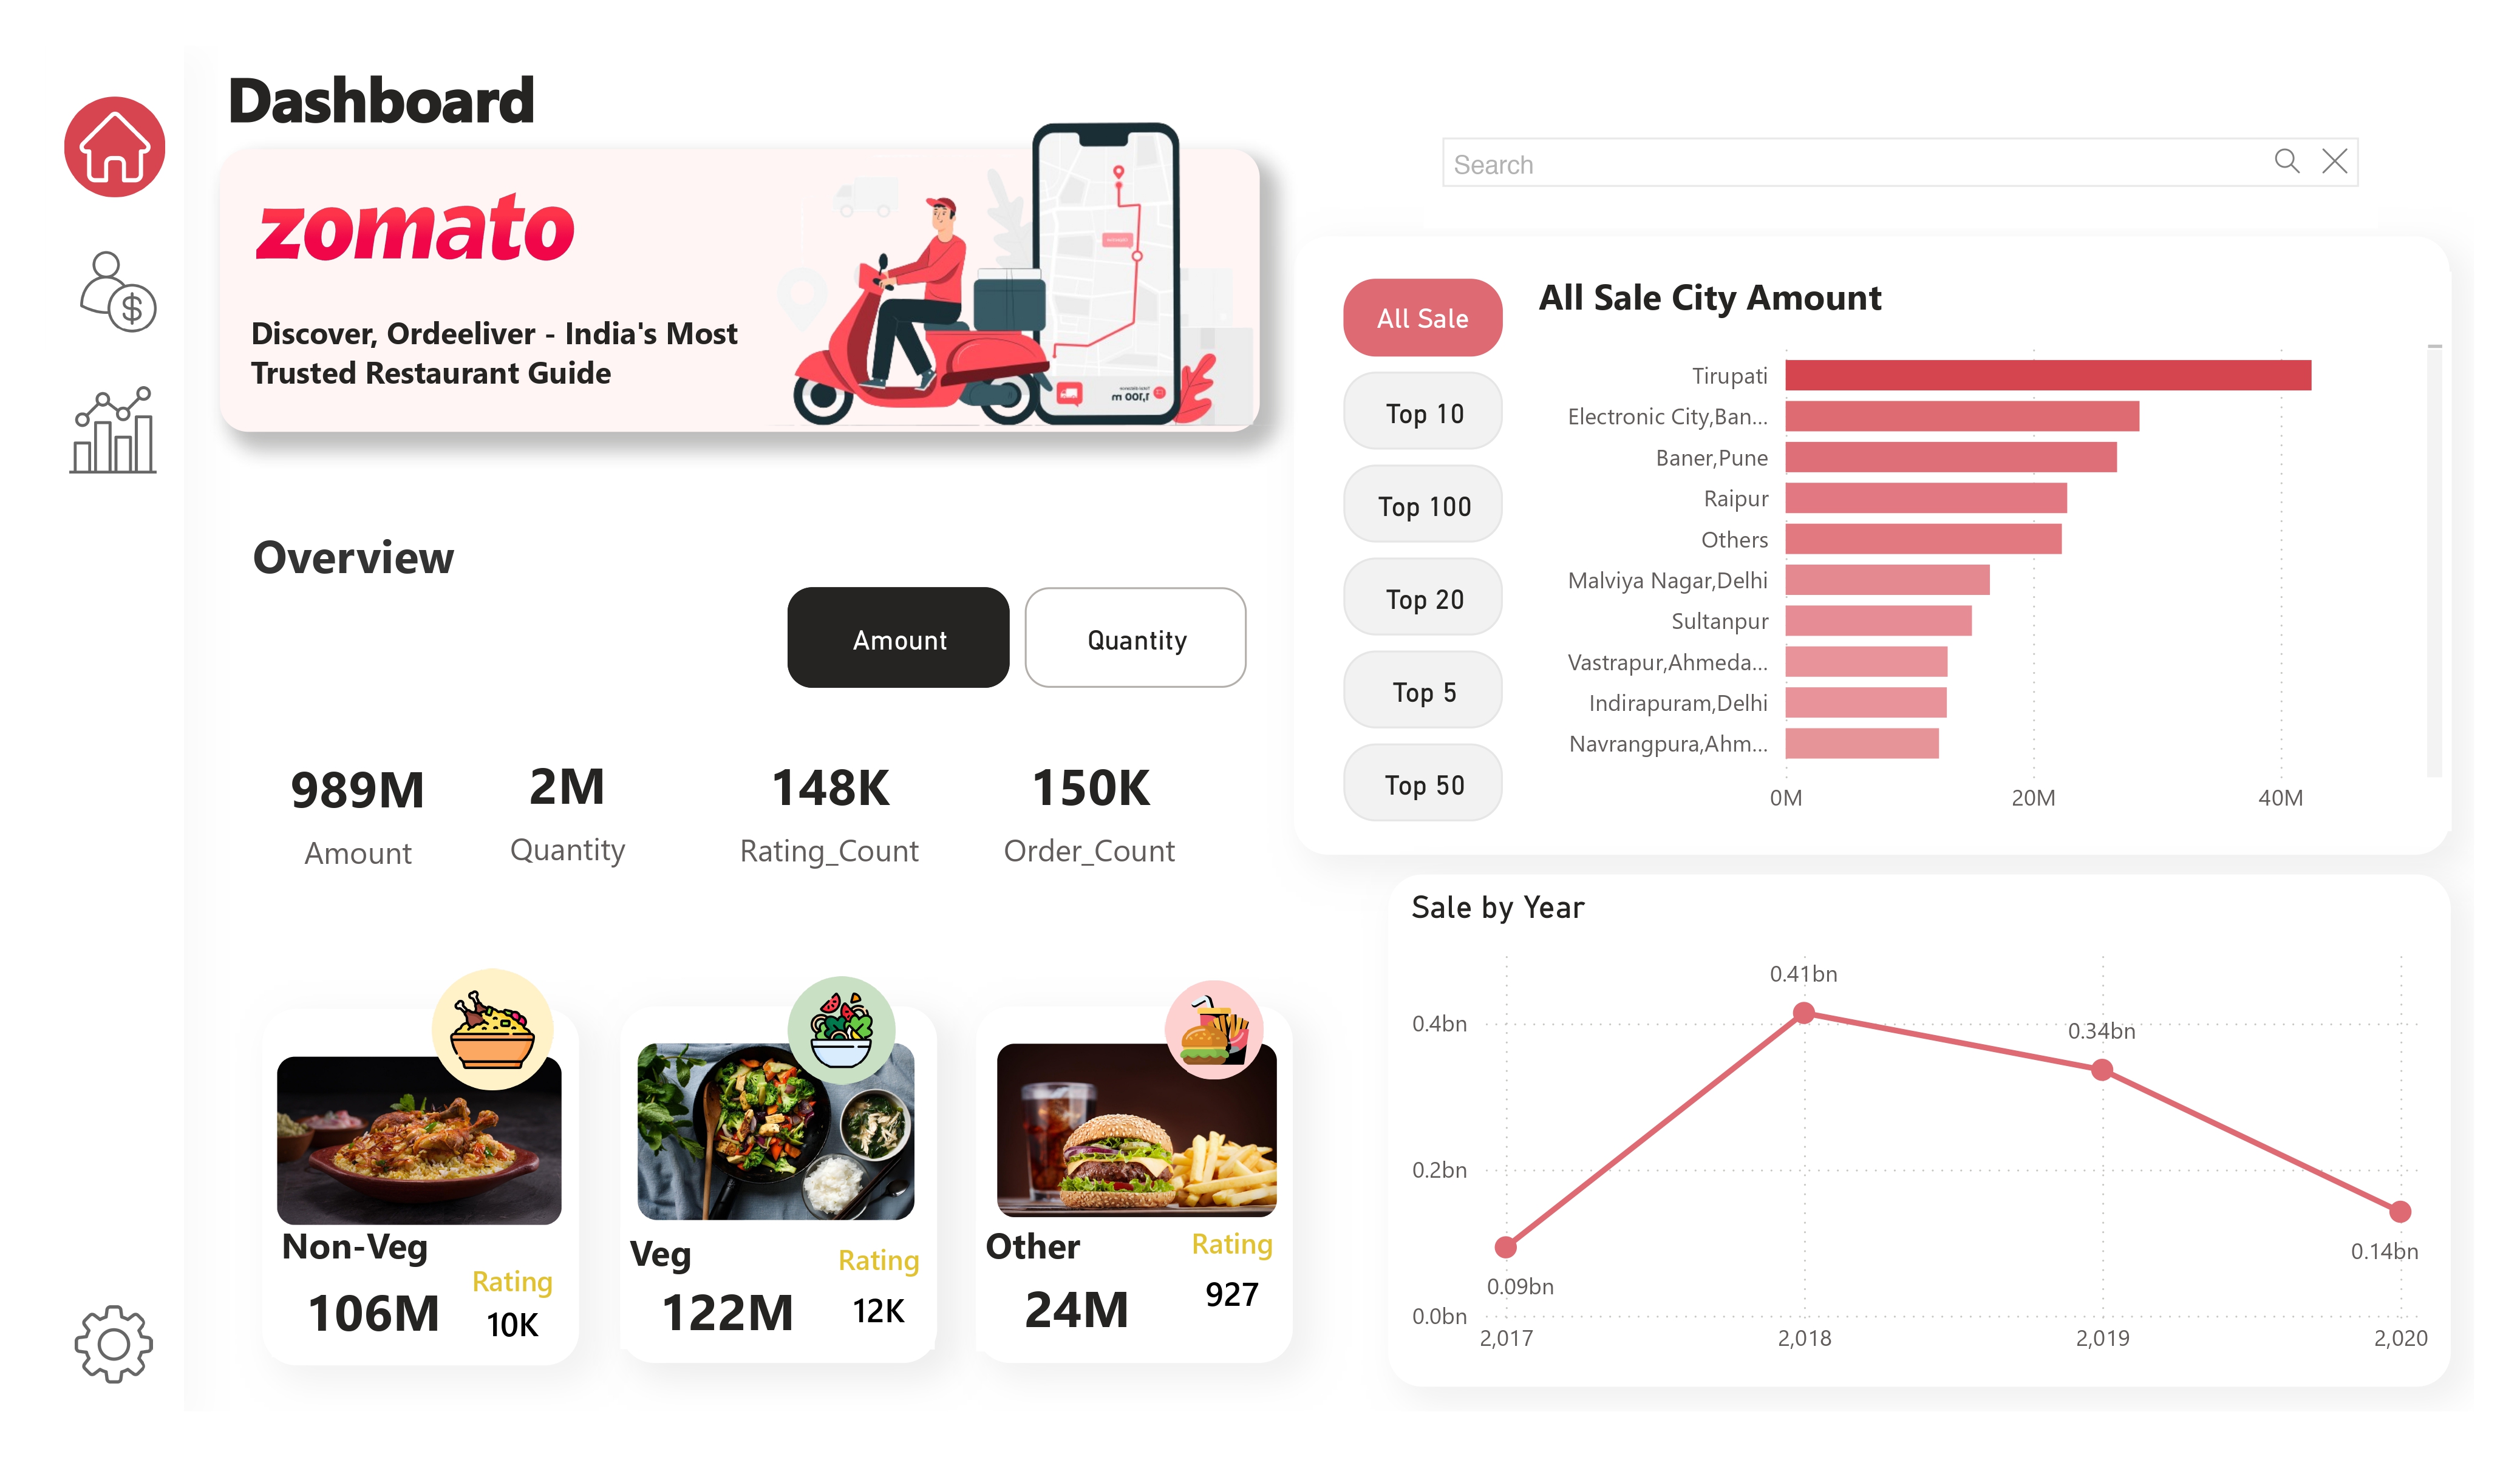 Dashboard
zomato
Discover, Ordeeliver - India's Most
Trusted Restaurant Guide
Search
All Sale
Top 10
Top 100
Top 20
Top 5
Top 50
All Sale City Amount
Tirupati
Electronic City,Ban...
Baner,Pune
Raipur
Others
Malviya Nagar,Delhi
Sultanpur
Vastrapur,Ahmeda...
Indirapuram,Delhi
Navrangpura,Ahm...
0M 20M 40M
Overview
Amount Quantity
989M 2M 148K 150K
Amount Quantity Rating_Count Order_Count
Non-Veg
Rating
106M 10K
Veg
Rating
122M 12K
Other
Rating
24M 927
Sale by Year
0.4bn
0.2bn
0.0bn
0.09bn
0.41bn
0.34bn
0.14bn
2,017 2,018 2,019 2,020